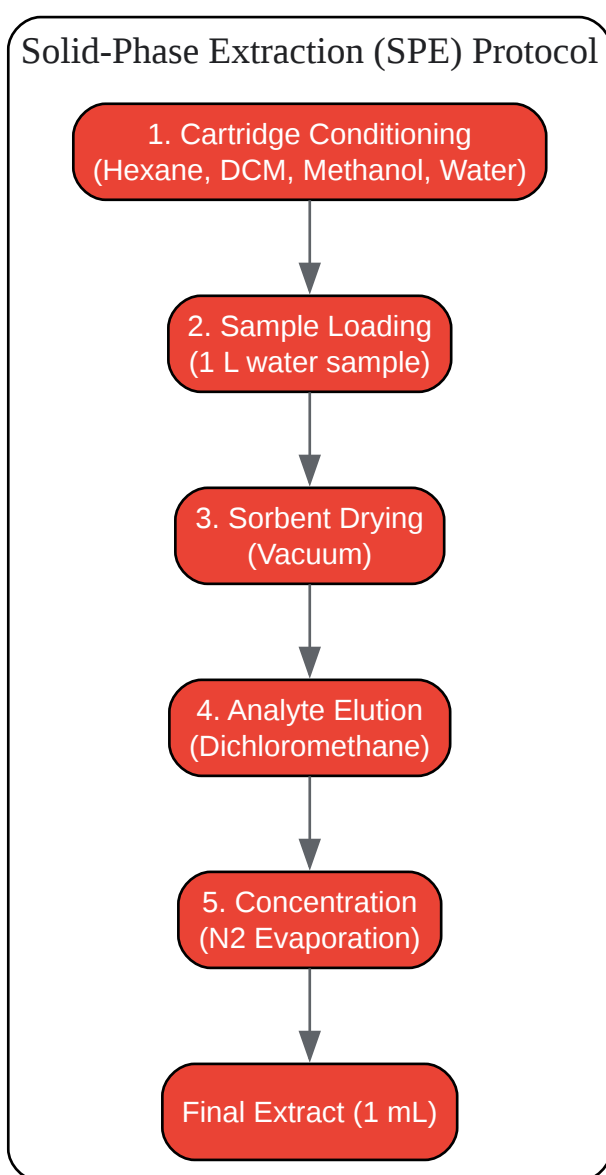 Solid-Phase Extraction (SPE) Protocol
1. Cartridge Conditioning
(Hexane, DCM, Methanol, Water)
2. Sample Loading
(1 L water sample)
3. Sorbent Drying
(Vacuum)
4. Analyte Elution
(Dichloromethane)
5. Concentration
(N2 Evaporation)
Final Extract (1 mL)